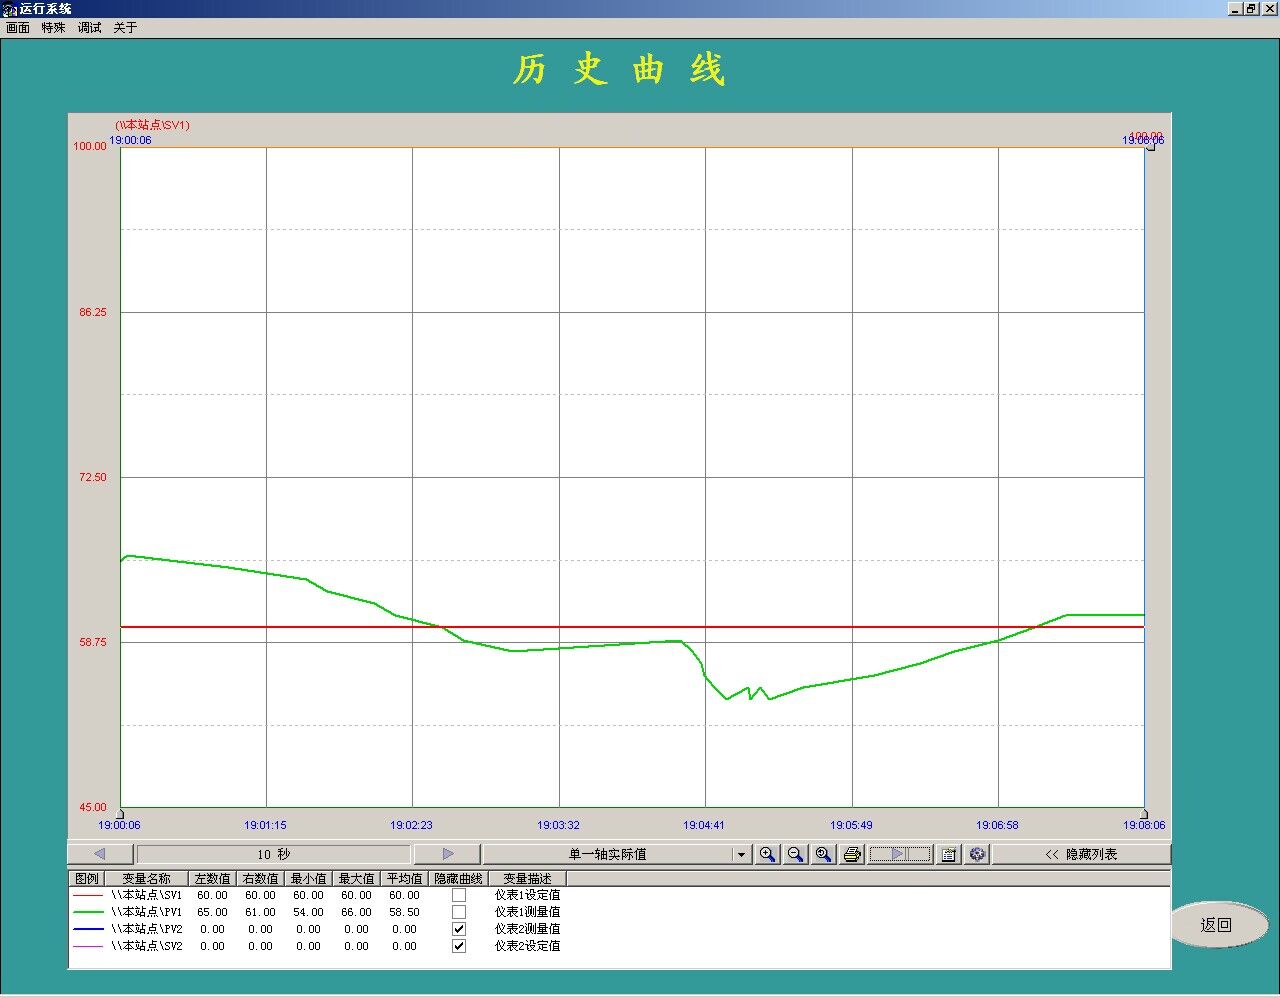 运行系统
画面 特殊 调试 关于
历史曲线
(\\本站点\SV1)
19:00:06 19:08:06
100.00 100.00
86.25
72.50
58.75
45.00
19:00:06 19:01:15 19:02:23 19:03:32 19:04:41 19:05:49 19:06:58 19:08:06
10 秒 单一轴实际值 << 隐藏列表
图例 变量名称 左数值 右数值 最小值 最大值 平均值 隐藏曲线 变量描述
\\本站点\SV1 60.00 60.00 60.00 60.00 60.00 仪表1设定值
\\本站点\PV1 65.00 61.00 54.00 66.00 58.50 仪表1测量值
\\本站点\PV2 0.00 0.00 0.00 0.00 0.00 仪表2测量值
\\本站点\SV2 0.00 0.00 0.00 0.00 0.00 仪表2设定值
返回